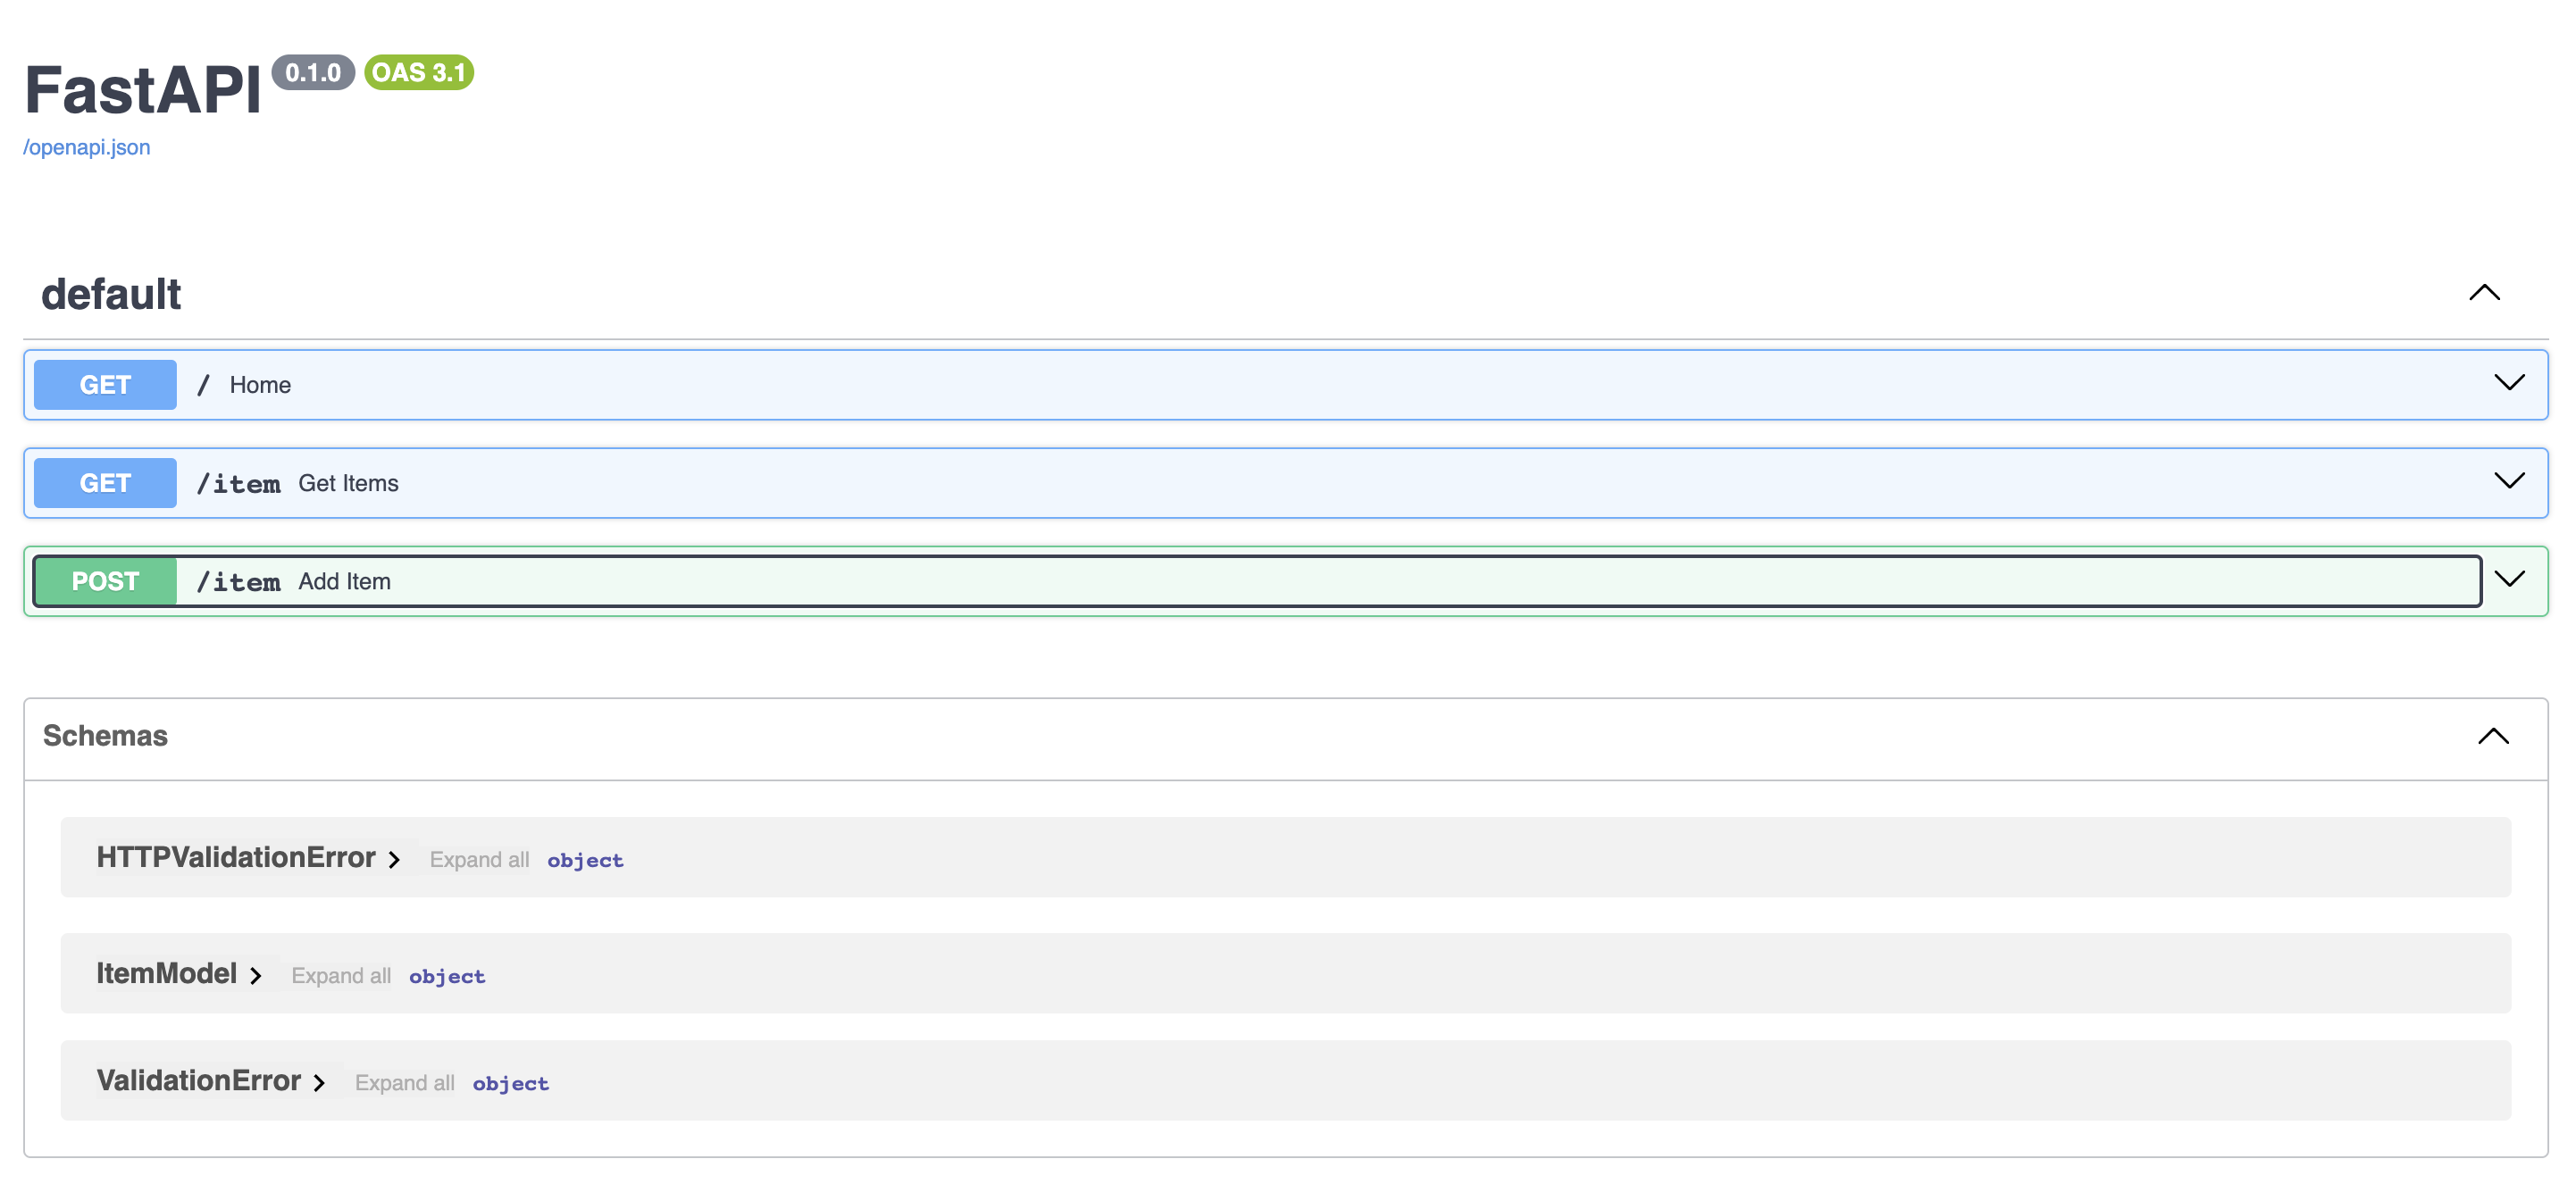 FastAPI 0.1.0 OAS 3.1
/openapi.json
default
GET / Home
GET /item Get Items
POST /item Add Item
Schemas
HTTPValidationError Expand all object
ItemModel Expand all object
ValidationError Expand all object